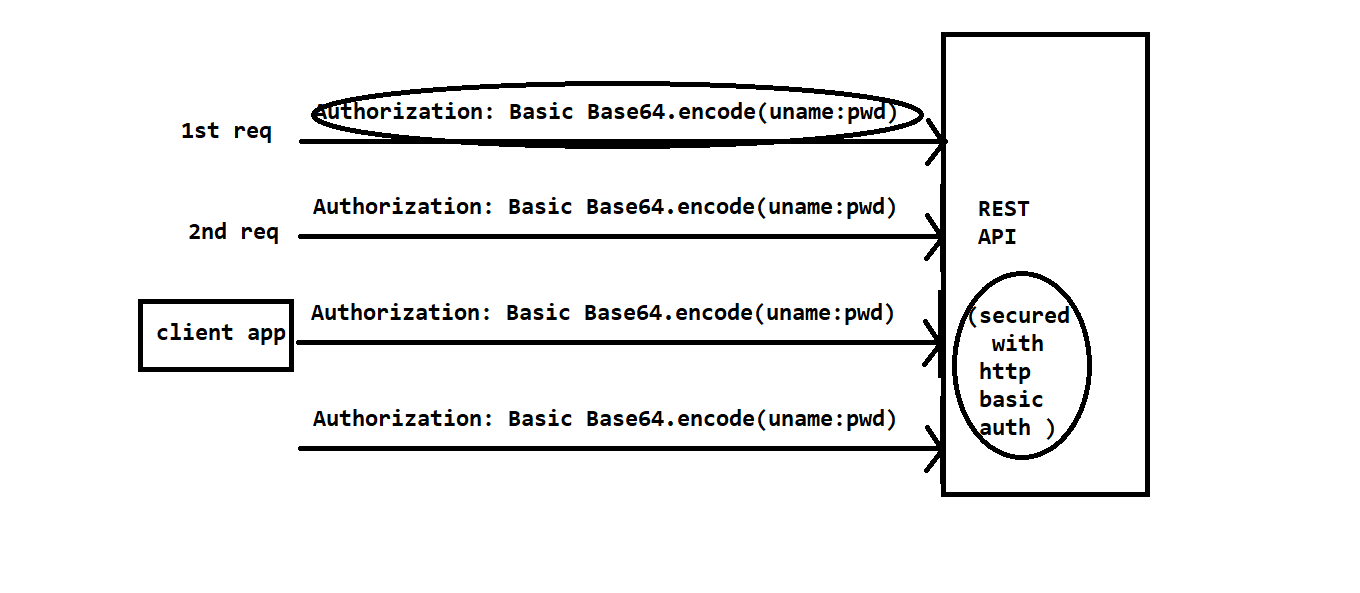 Authorization: Basic Base64.encode(uname:pwd)
1st req
Authorization: Basic Base64.encode(uname:pwd)
2nd req
REST
API
Authorization: Basic Base64.encode(uname:pwd)
client app
(secured
with
http
basic
auth )
Authorization: Basic Base64.encode(uname:pwd)